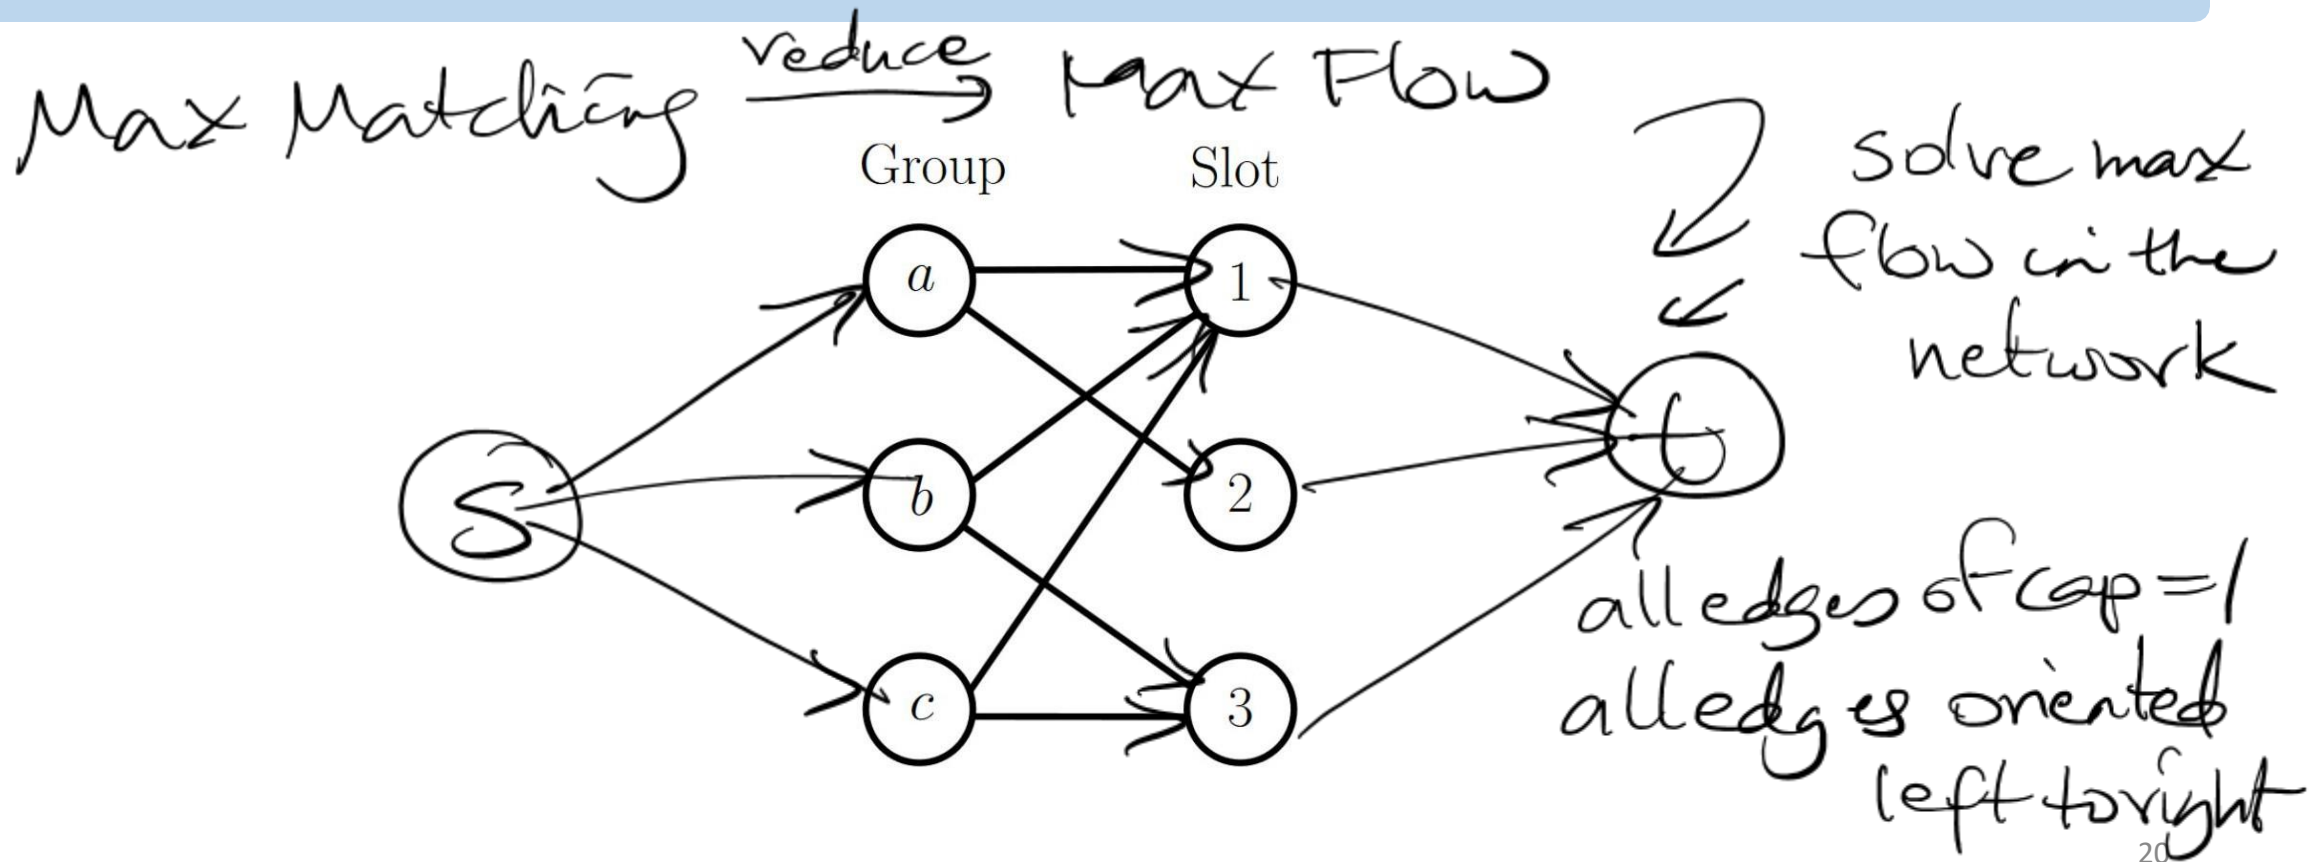 Max Matching reduce Max Flow
Group Slot
solve max
flow in the
network
a 1
b 2
c 3
s
t
all edges of cap=1
all edges oriented
left to right
20